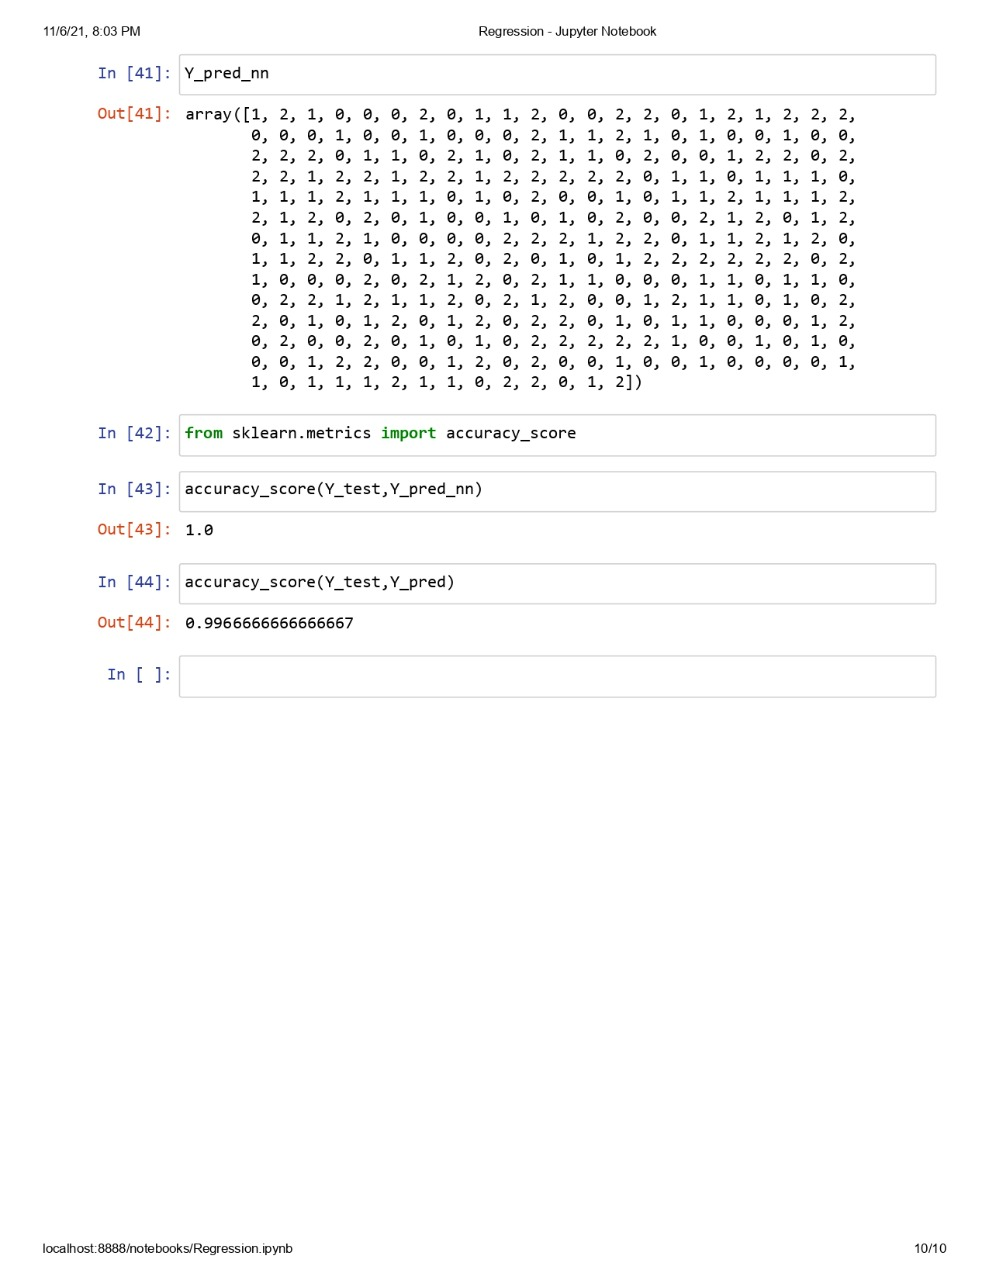 11/6/21, 8:03 PM Regression - Jupyter Notebook
In [41]: Y_pred_nn
Out[41]: array([1, 2, 1, 0, 0, 0, 2, 0, 1, 1, 2, 0, 0, 2, 2, 0, 1, 2, 1, 2, 2, 2,
0, 0, 0, 1, 0, 0, 1, 0, 0, 0, 2, 1, 1, 2, 1, 0, 1, 0, 0, 1, 0, 0,
2, 2, 2, 0, 1, 1, 0, 2, 1, 0, 2, 1, 1, 0, 2, 0, 0, 1, 2, 2, 0, 2,
2, 2, 1, 2, 2, 1, 2, 2, 1, 2, 2, 2, 2, 2, 0, 1, 1, 0, 1, 1, 1, 0,
1, 1, 1, 2, 1, 1, 1, 0, 1, 0, 2, 0, 0, 1, 0, 1, 1, 2, 1, 1, 1, 2,
2, 1, 2, 0, 2, 0, 1, 0, 0, 1, 0, 1, 0, 2, 0, 0, 2, 1, 2, 0, 1, 2,
0, 1, 1, 2, 1, 0, 0, 0, 0, 2, 2, 2, 1, 2, 2, 0, 1, 1, 2, 1, 2, 0,
1, 1, 2, 2, 0, 1, 1, 2, 0, 2, 0, 1, 0, 1, 2, 2, 2, 2, 2, 2, 0, 2,
1, 0, 0, 0, 2, 0, 2, 1, 2, 0, 2, 1, 1, 0, 0, 0, 1, 1, 0, 1, 1, 0,
0, 2, 2, 1, 2, 1, 1, 2, 0, 2, 1, 2, 0, 0, 1, 2, 1, 1, 0, 1, 0, 2,
2, 0, 1, 0, 1, 2, 0, 1, 2, 0, 2, 2, 0, 1, 0, 1, 1, 0, 0, 0, 1, 2,
0, 2, 0, 0, 2, 0, 1, 0, 1, 0, 2, 2, 2, 2, 2, 1, 0, 0, 1, 0, 1, 0,
0, 0, 1, 2, 2, 0, 0, 1, 2, 0, 2, 0, 0, 1, 0, 0, 1, 0, 0, 0, 0, 1,
1, 0, 1, 1, 1, 2, 1, 1, 0, 2, 2, 0, 1, 2])
In [42]: from sklearn.metrics import accuracy_score
In [43]: accuracy_score(Y_test,Y_pred_nn)
Out[43]: 1.0
In [44]: accuracy_score(Y_test,Y_pred)
Out[44]: 0.9966666666666667
In [ ]:
localhost:8888/notebooks/Regression.ipynb 10/10